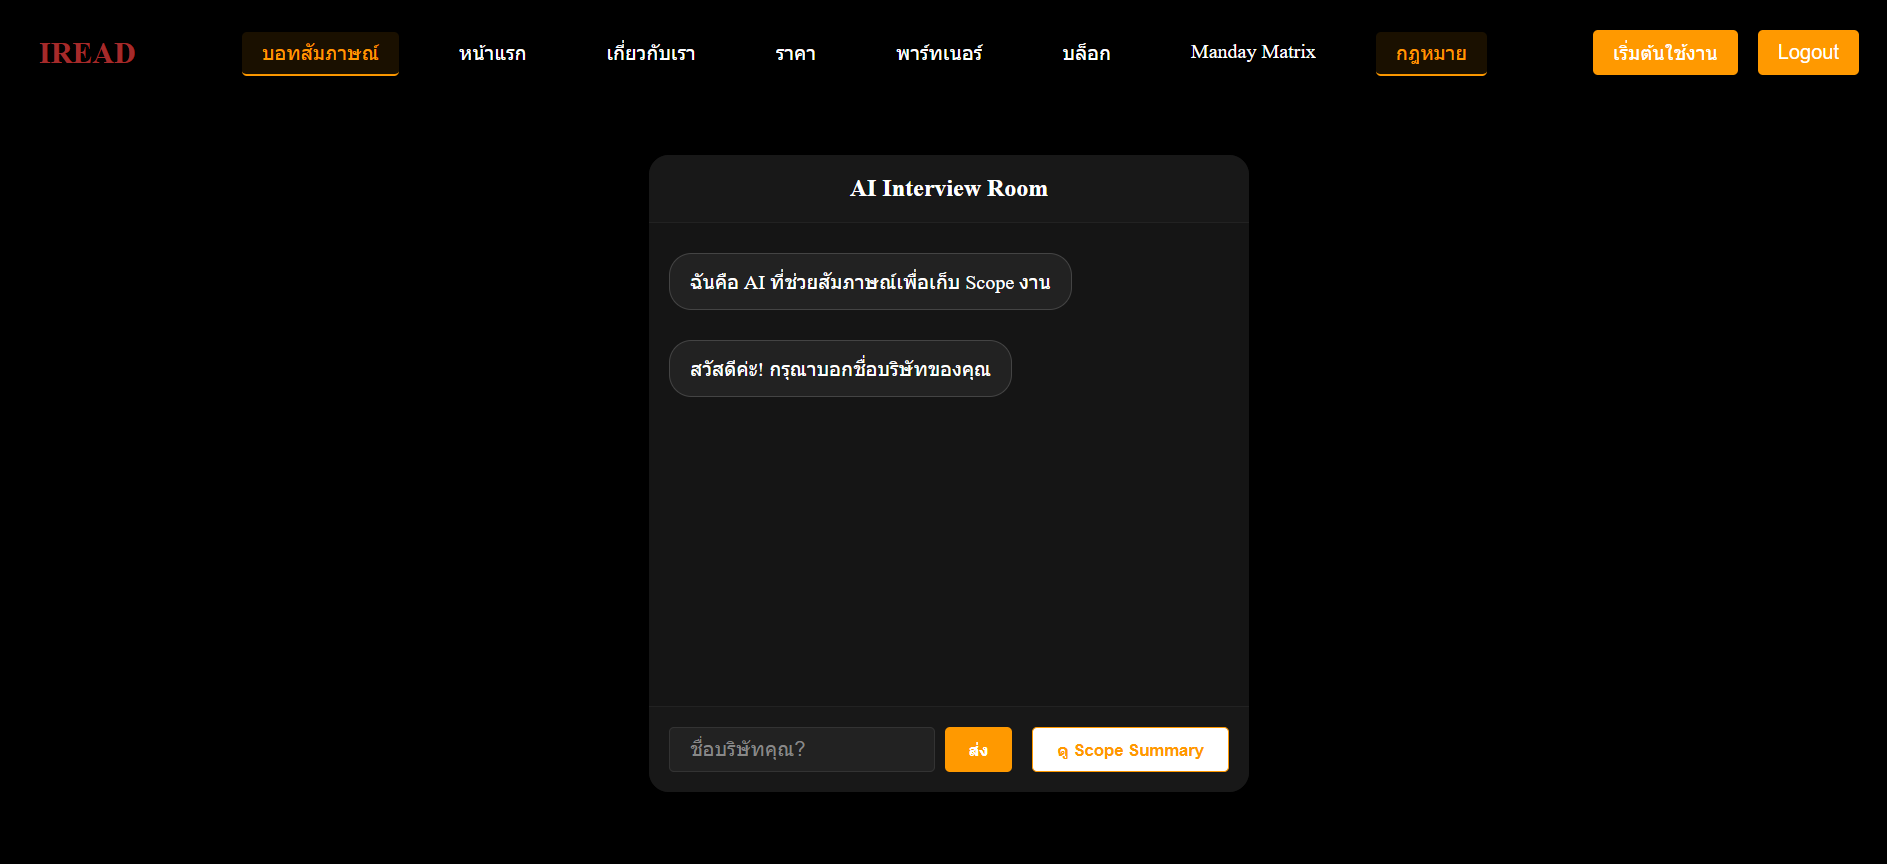 IREAD
บอทสัมภาษณ์
หน้าแรก
เกี่ยวกับเรา
ราคา
พาร์ทเนอร์
บล็อก
Manday Matrix
กฎหมาย
เริ่มต้นใช้งาน
Logout
AI Interview Room
ฉันคือ AI ที่ช่วยสัมภาษณ์เพื่อเก็บ Scope งาน
สวัสดีค่ะ! กรุณาบอกชื่อบริษัทของคุณ
ชื่อบริษัทคุณ?
ส่ง
ดู Scope Summary